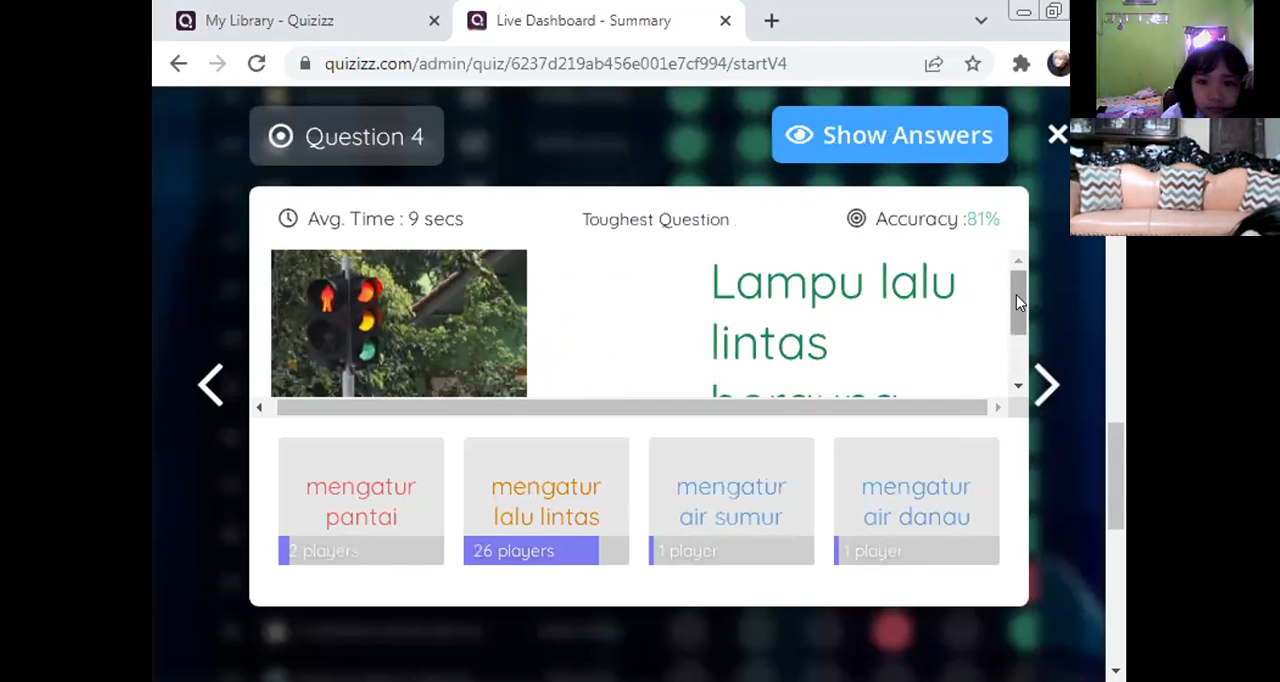 My Library - Quizizz
Live Dashboard - Summary
quizizz.com/admin/quiz/6237d219ab456e001e7cf994/startV4
Question 4
Show Answers
Avg. Time : 9 secs
Toughest Question
Accuracy :81%
Lampu lalu
lintas
mengatur
pantai
2 players
mengatur
lalu lintas
26 players
mengatur
air sumur
1 player
mengatur
air danau
1 player